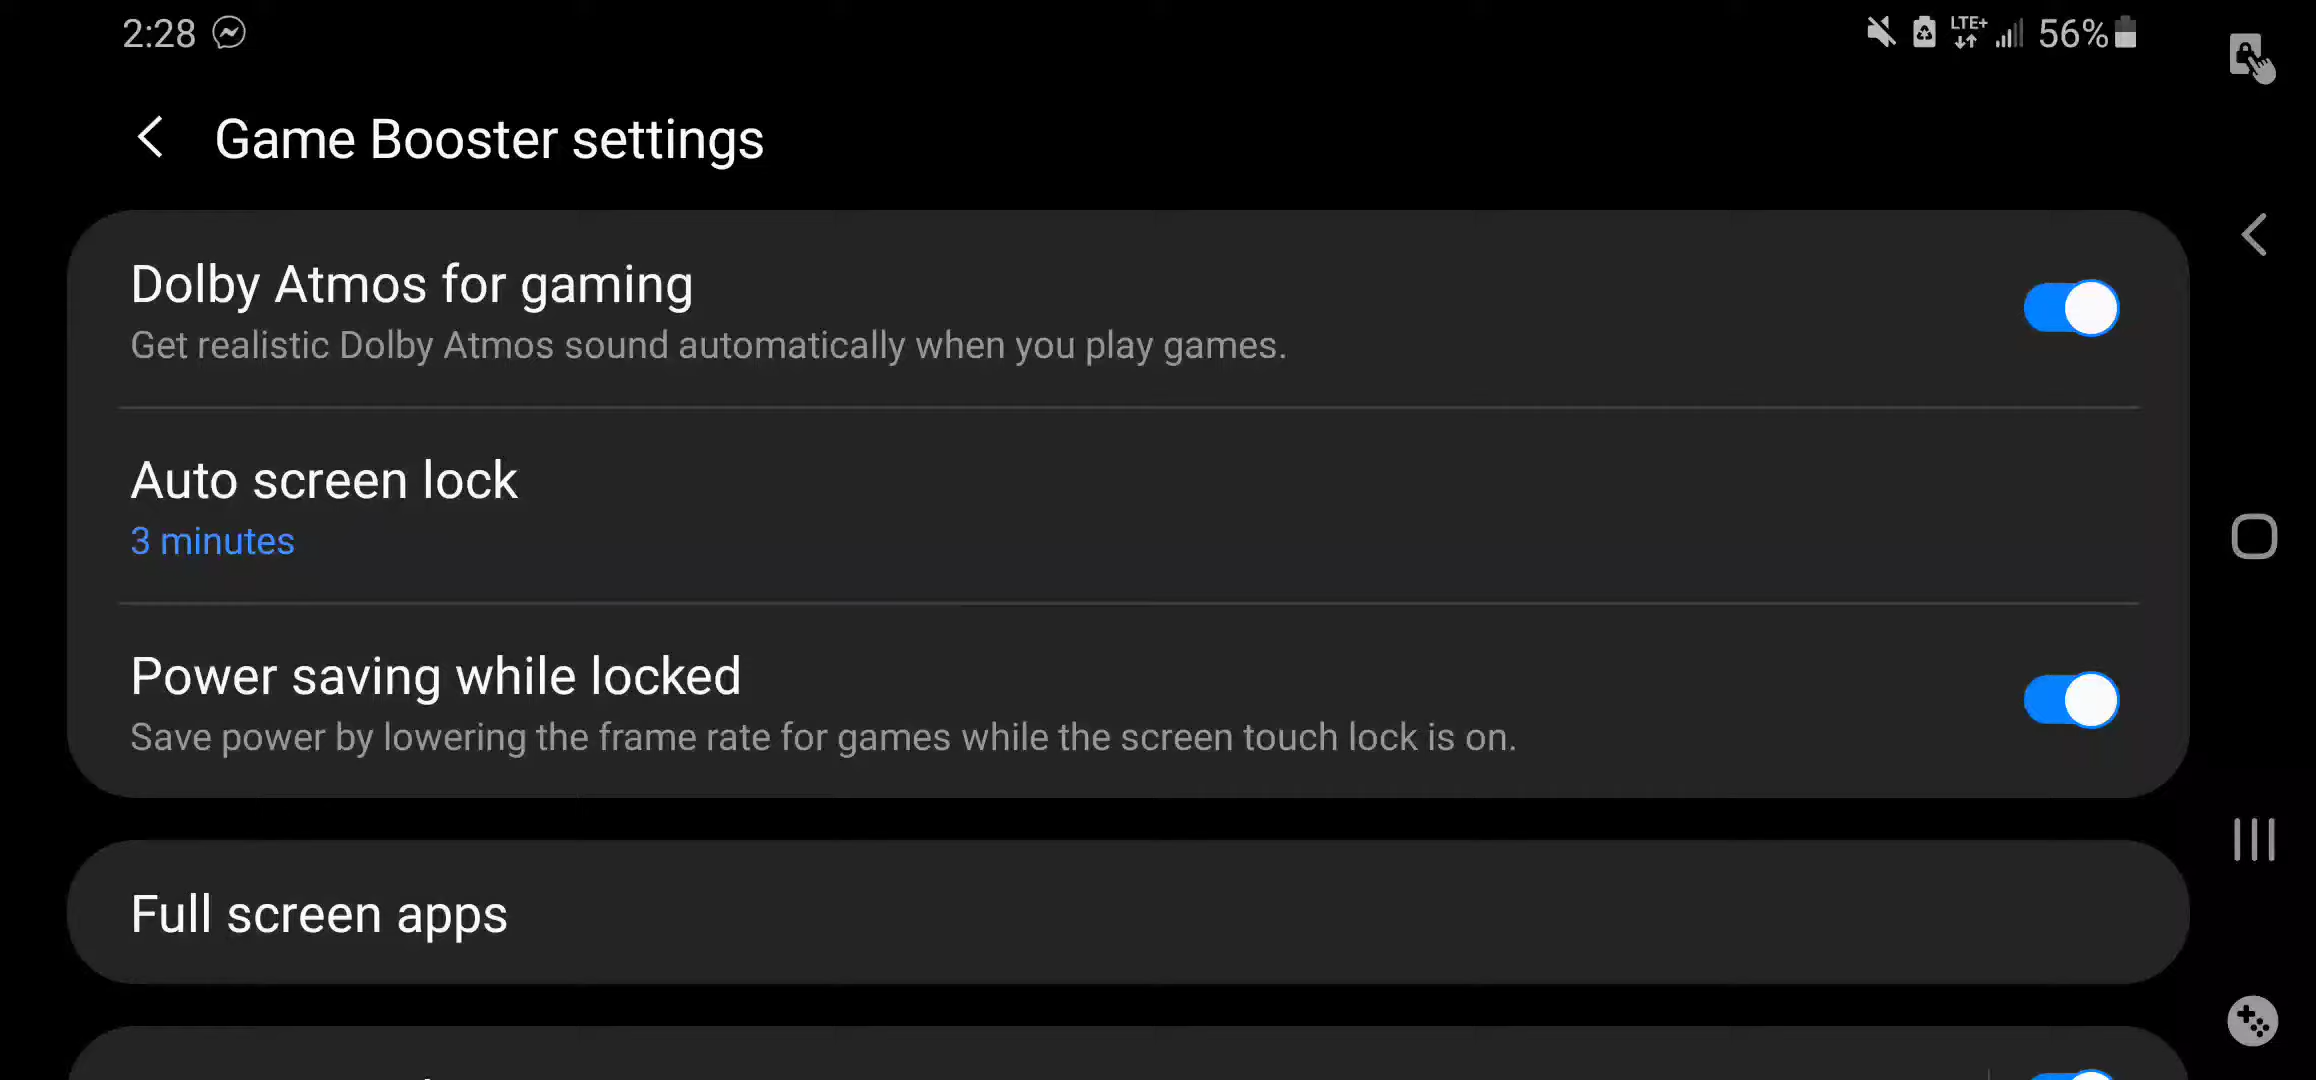 2:28
LTE+
56%
Game Booster settings
Dolby Atmos for gaming
Get realistic Dolby Atmos sound automatically when you play games.
Auto screen lock
3 minutes
Power saving while locked
Save power by lowering the frame rate for games while the screen touch lock is on.
Full screen apps